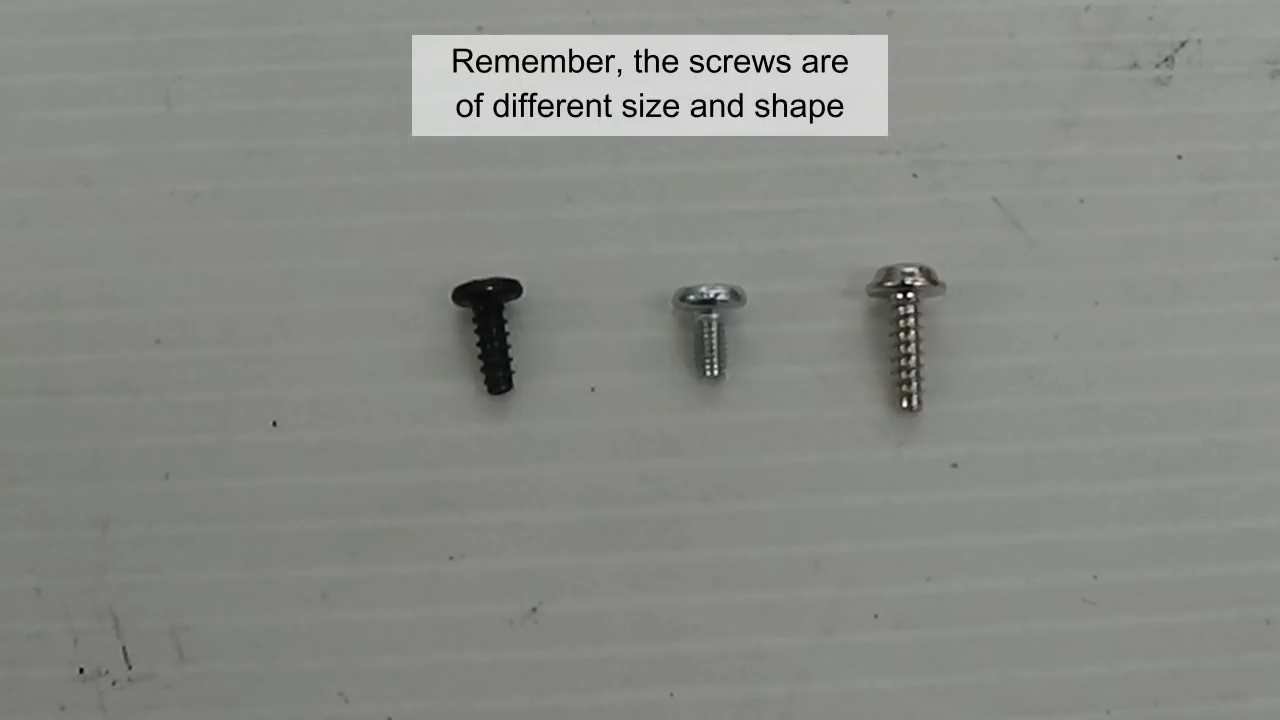 Remember, the screws are
of different size and shape